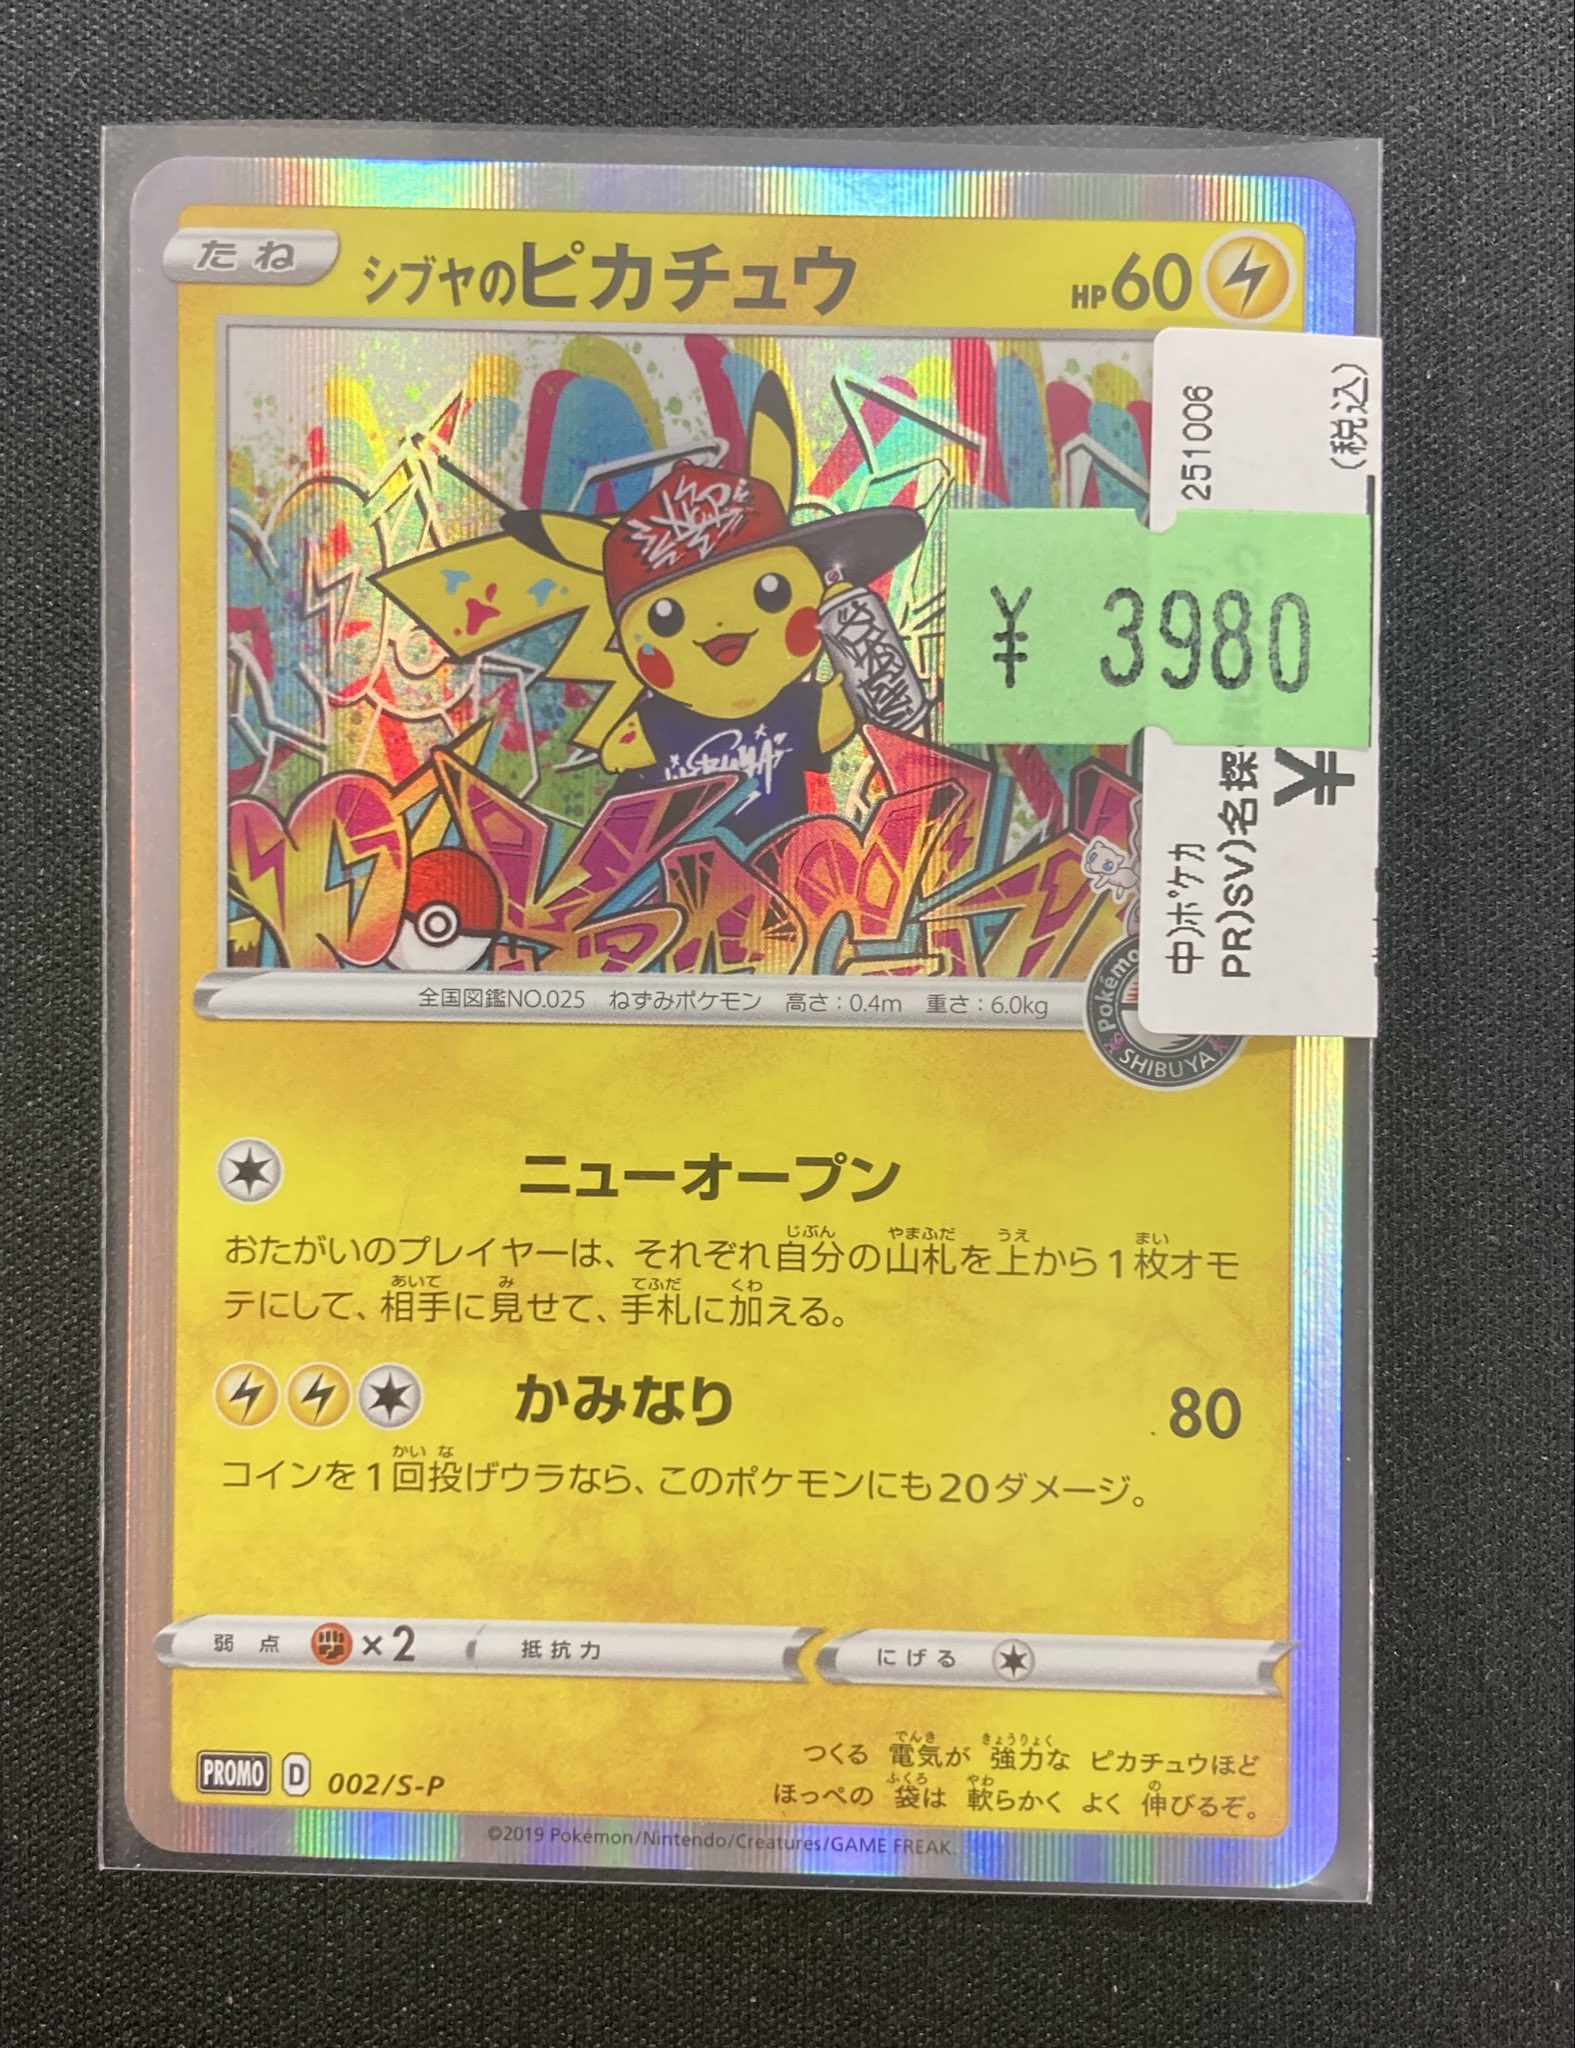 たね
シブヤのピカチュウ
HP60
251006
(税込)
¥ 3980
¥
中)ポケカ
PR)SV)名探
全国図鑑NO.025 ねずみポケモン 高さ:0.4m 重さ:6.0kg
SHIBUYA
ニューオープン
おたがいのプレイヤーは、それぞれ自分の山札を上から1枚オモ
テにして、相手に見せて、手札に加える。
かみなり 80
コインを1回投げウラなら、このポケモンにも20ダメージ。
弱点 ×2 抵抗力 にげる
つくる 電気が 強力な ピカチュウほど
ほっぺの 袋は 軟らかく よく 伸びるぞ。
PROMO D 002/S-P
©2019 Pokémon/Nintendo/Creatures/GAME FREAK.